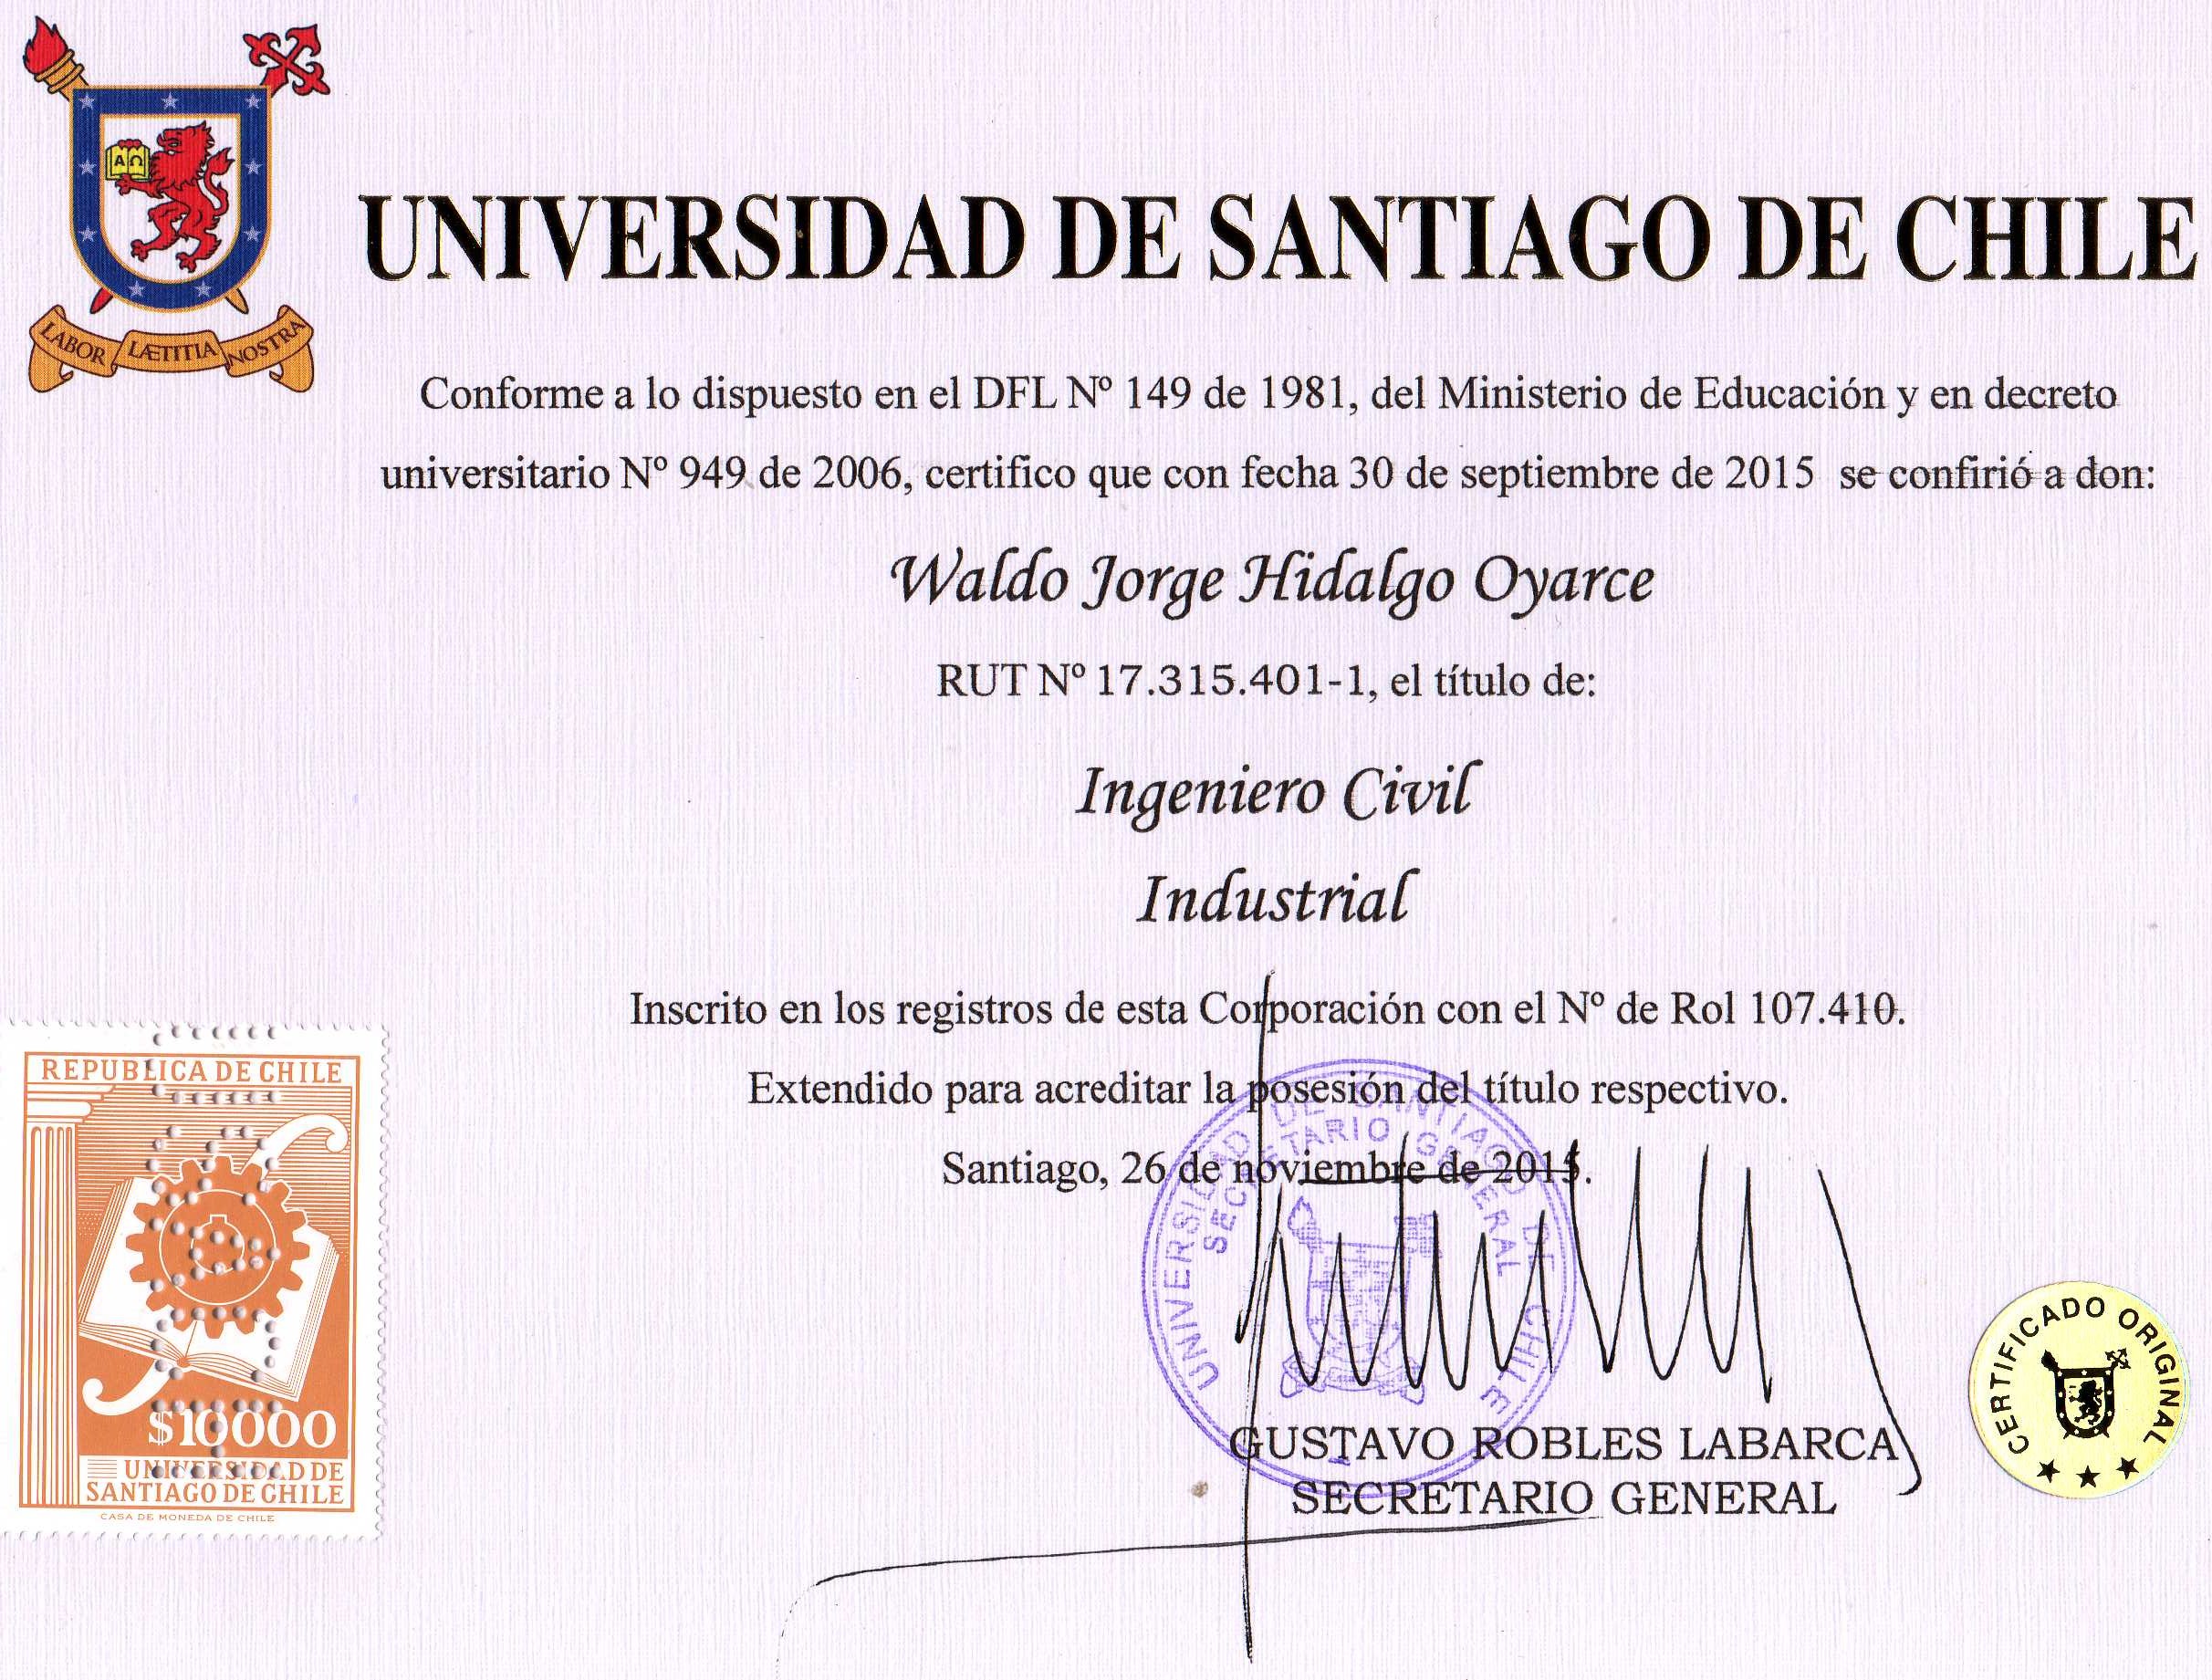 UNIVERSIDAD DE SANTIAGO DE CHILE
LABOR LÆTITIA NOSTRA
ΑΩ
Conforme a lo dispuesto en el DFL Nº 149 de 1981, del Ministerio de Educación y en decreto
universitario Nº 949 de 2006, certifico que con fecha 30 de septiembre de 2015 se confirió a don:
Waldo Jorge Hidalgo Oyarce
RUT Nº 17.315.401-1, el título de:
Ingeniero Civil
Industrial
Inscrito en los registros de esta Corporación con el Nº de Rol 107.410.
Extendido para acreditar la posesión del título respectivo.
Santiago, 26 de noviembre de 2015.
UNIVERSIDAD DE SANTIAGO DE CHILE
SECRETARIO GENERAL
GUSTAVO ROBLES LABARCA
SECRETARIO GENERAL
REPUBLICA DE CHILE
$10000
UNIVERSIDAD DE
SANTIAGO DE CHILE
CASA DE MONEDA DE CHILE
CERTIFICADO ORIGINAL